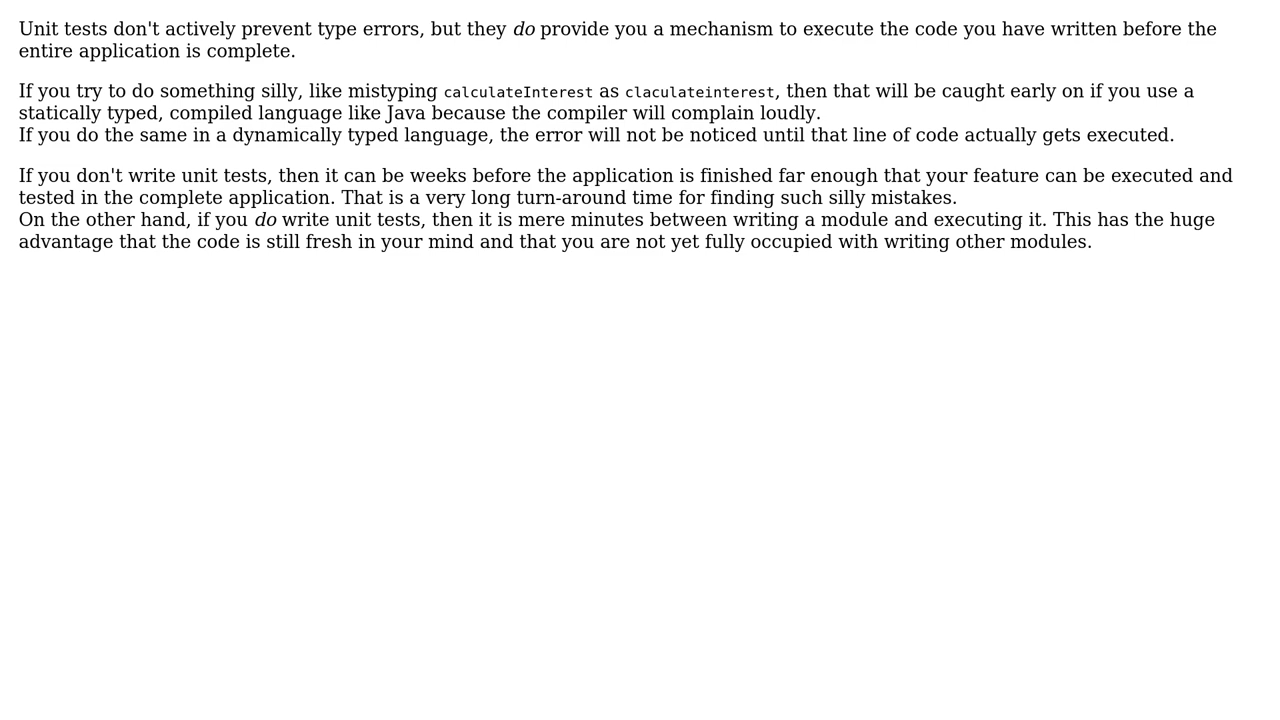 Unit tests don't actively prevent type errors, but they do provide you a mechanism to execute the code you have written before the
entire application is complete.
If you try to do something silly, like mistyping calculateInterest as claculateinterest, then that will be caught early on if you use a
statically typed, compiled language like Java because the compiler will complain loudly.
If you do the same in a dynamically typed language, the error will not be noticed until that line of code actually gets executed.
If you don't write unit tests, then it can be weeks before the application is finished far enough that your feature can be executed and
tested in the complete application. That is a very long turn-around time for finding such silly mistakes.
On the other hand, if you do write unit tests, then it is mere minutes between writing a module and executing it. This has the huge
advantage that the code is still fresh in your mind and that you are not yet fully occupied with writing other modules.